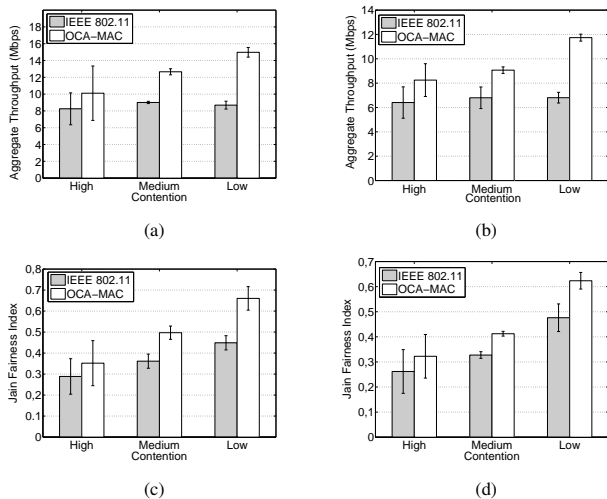 18
16
14
12
10
8
6
4
2
0
Aggregate Throughput (Mbps)
IEEE 802.11
OCA−MAC
High
Medium
Low
Contention
(a)
14
12
10
8
6
4
2
0
Aggregate Throughput (Mbps)
IEEE 802.11
OCA−MAC
High
Medium
Low
Contention
(b)
0,8
0,7
0,6
0.5
0.4
0.3
0.2
0.1
0
Jain Fairness Index
IEEE 802.11
OCA−MAC
High
Medium
Low
Contention
(c)
0,7
0,6
0,5
0,4
0,3
0,2
0,1
0
Jain Fairness Index
IEEE 802.11
OCA−MAC
High
Medium
Low
Contention
(d)